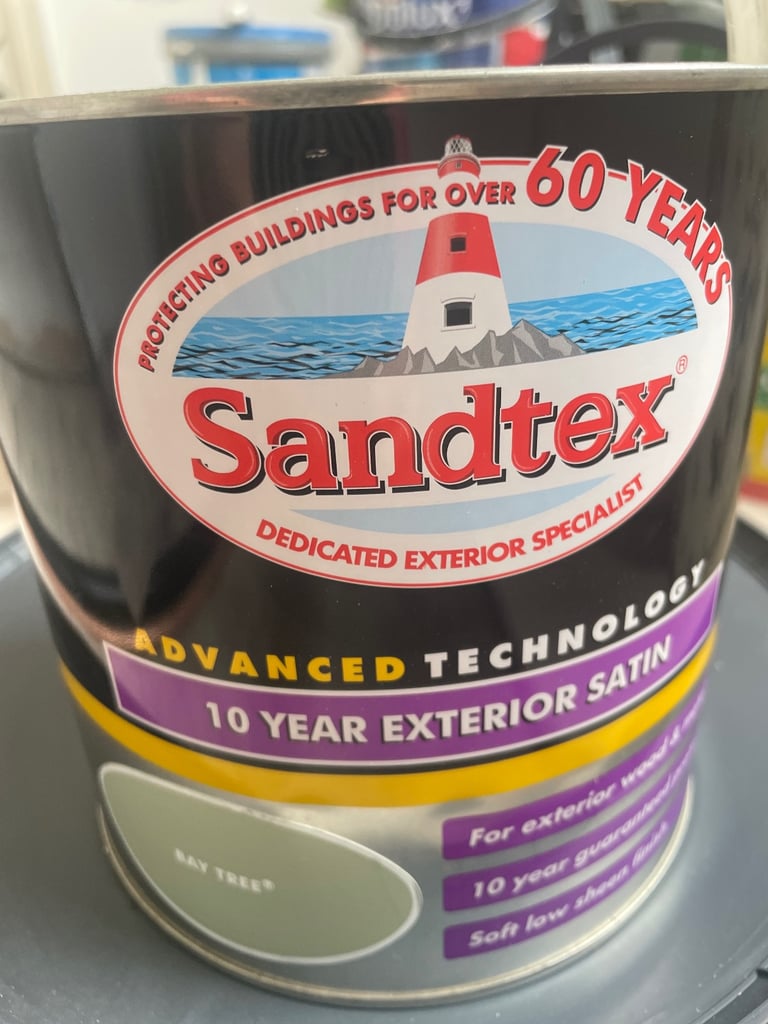 PROTECTING BUILDINGS FOR OVER 60 YEARS
Sandtex®
DEDICATED EXTERIOR SPECIALIST
ADVANCED TECHNOLOGY
10 YEAR EXTERIOR SATIN
BAY TREE®
For exterior wood &
10 year guaranteed
Soft low sheen finish